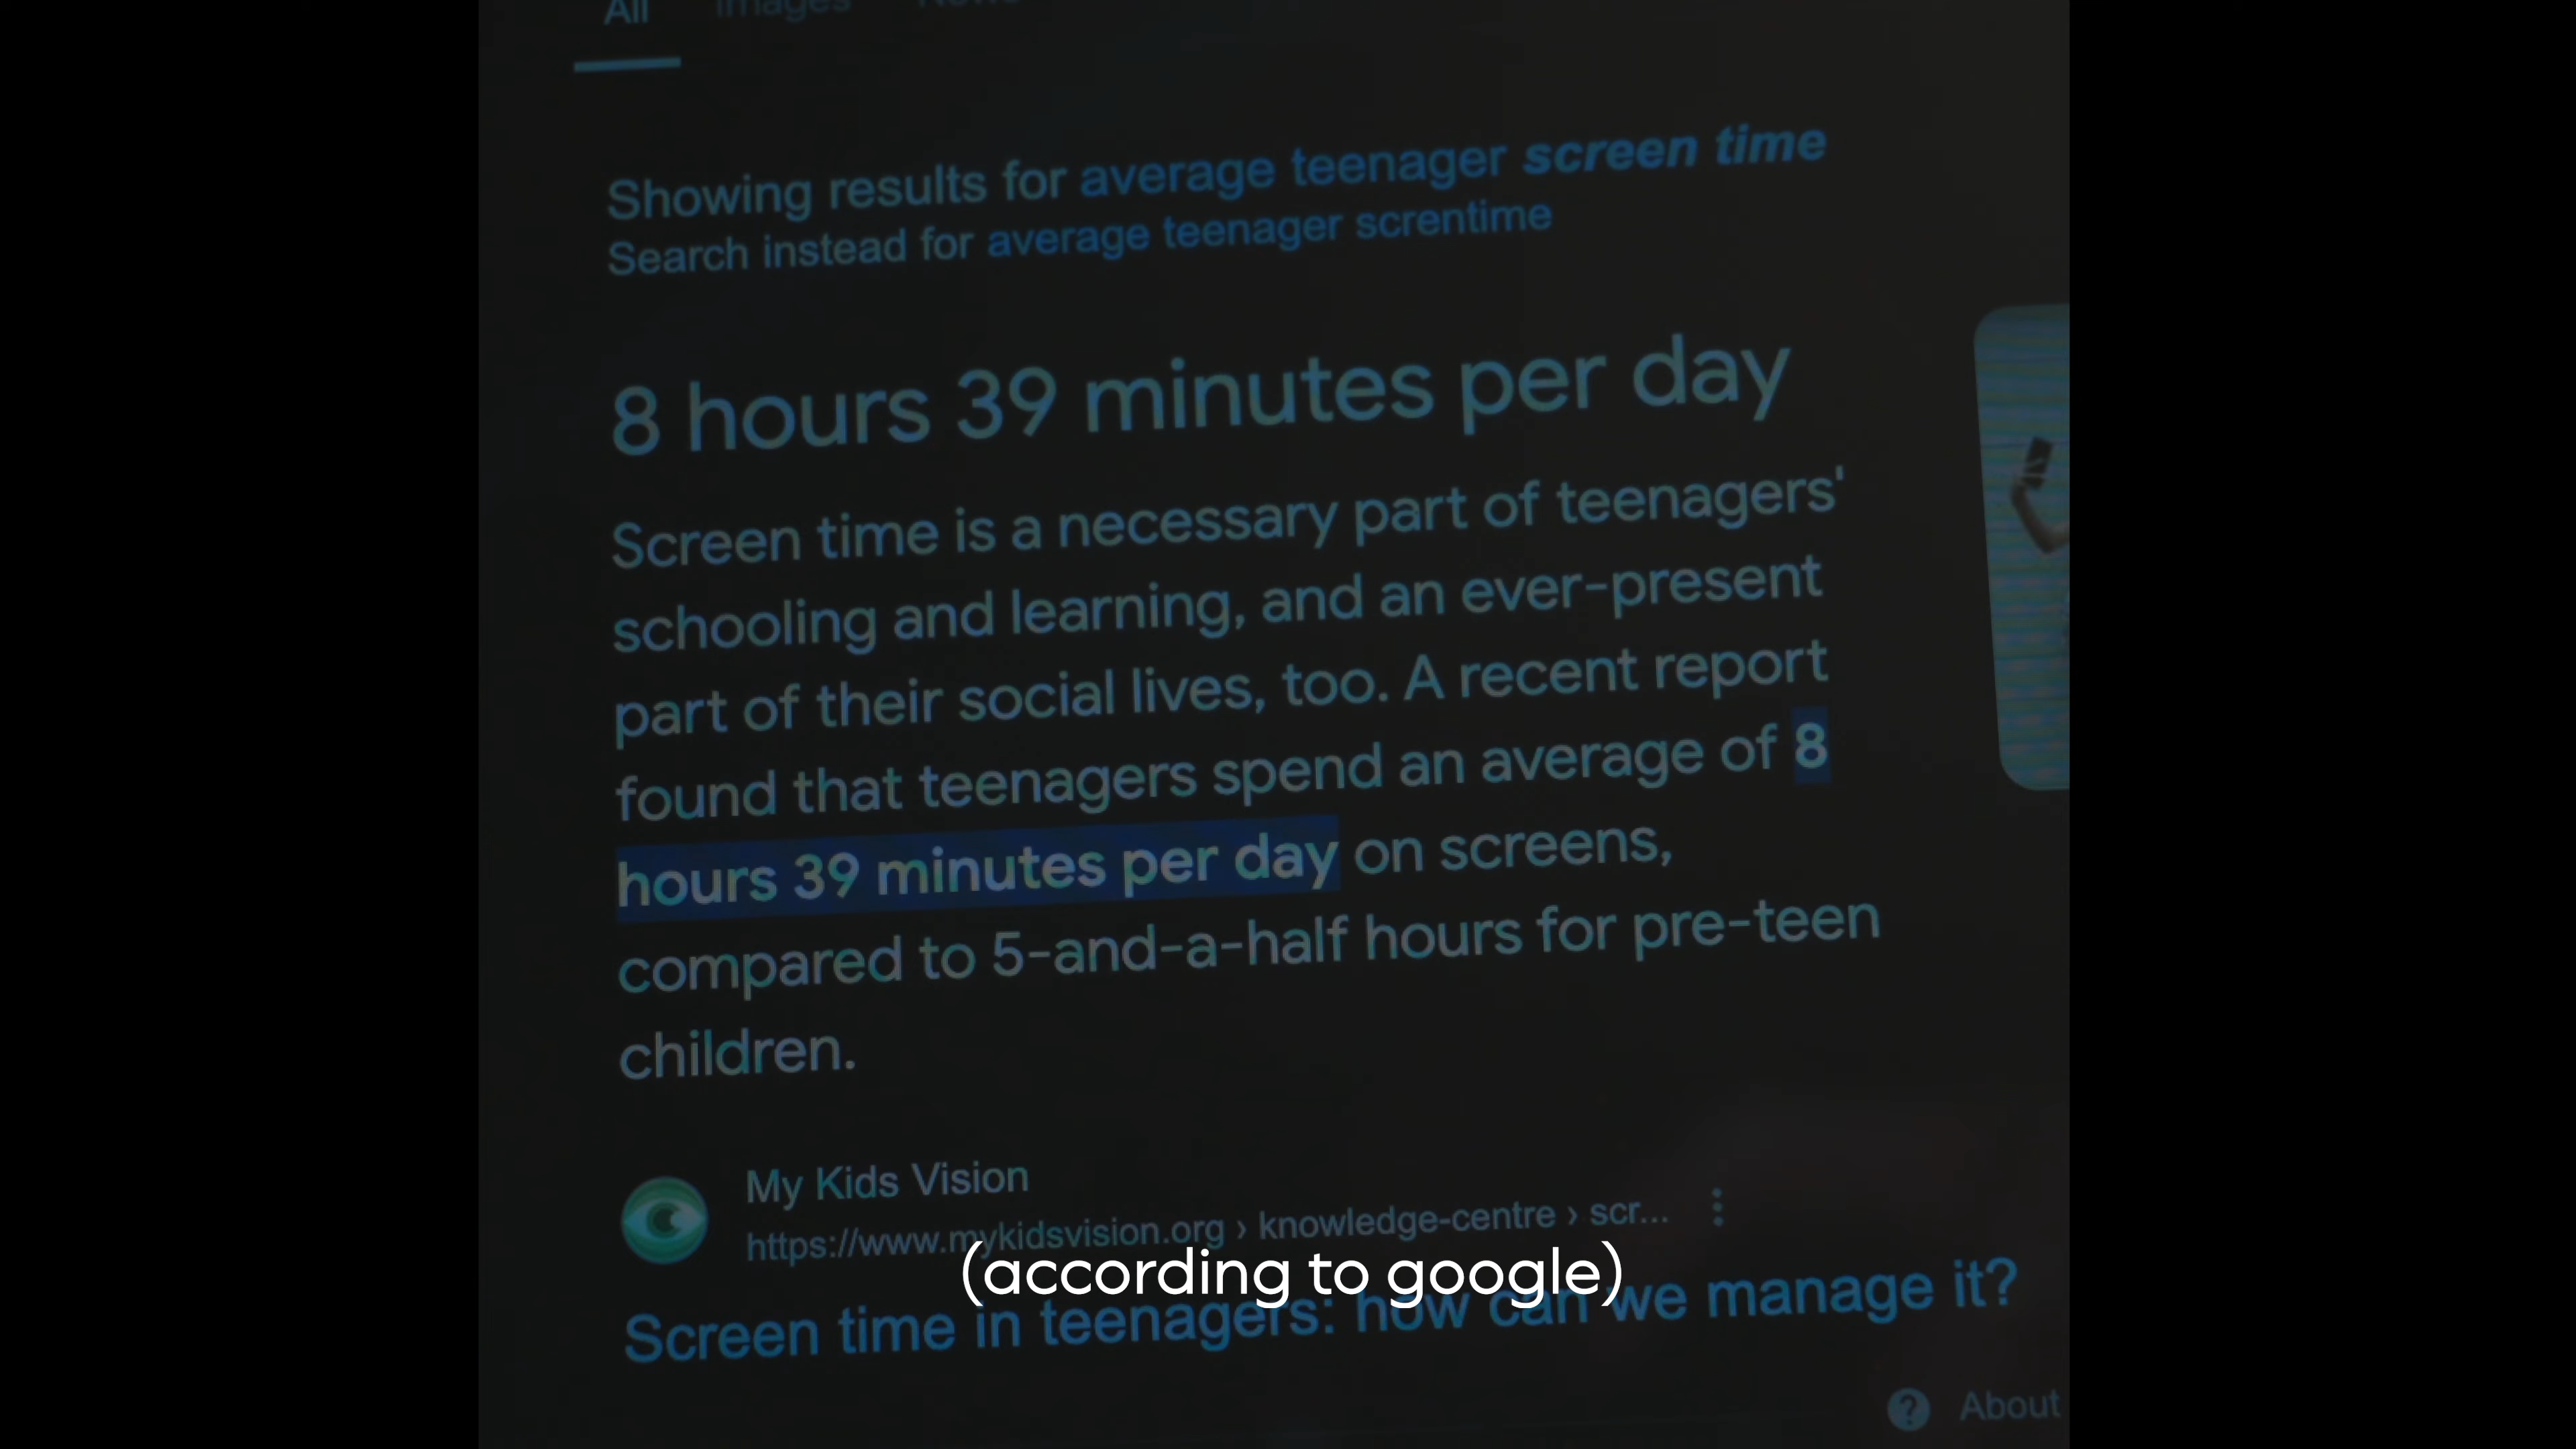 All Images News
Showing results for average teenager screen time
Search instead for average teenager screntime
8 hours 39 minutes per day
Screen time is a necessary part of teenagers'
schooling and learning, and an ever-present
part of their social lives, too. A recent report
found that teenagers spend an average of 8
hours 39 minutes per day on screens,
compared to 5-and-a-half hours for pre-teen
children.
My Kids Vision
https://www.mykidsvision.org › knowledge-centre › scr...
(according to google)
Screen time in teenagers: how can we manage it?
About